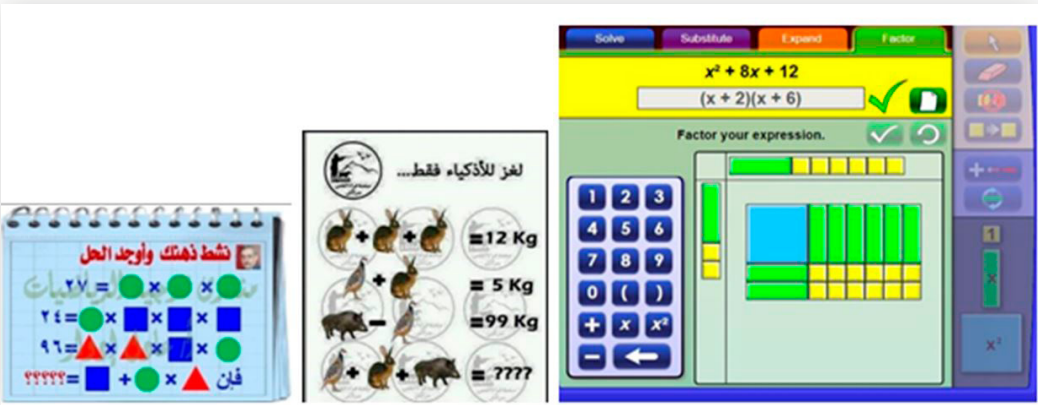 نشط ذهنك وأوجد الحل
٢٧ = × ×
٢٤ = × × ×
٩٦ = × × ×
فإن × + = ؟؟؟؟؟
لغز للأذكياء فقط...
+ + =12 Kg
+ = 5 Kg
− =99 Kg
+ + = ????
Solve Substitute Expand Factor
x² + 8x + 12
(x + 2)(x + 6)
Factor your expression.
1 2 3
4 5 6
7 8 9
0 ( )
+ x x²
−
1
x
x²